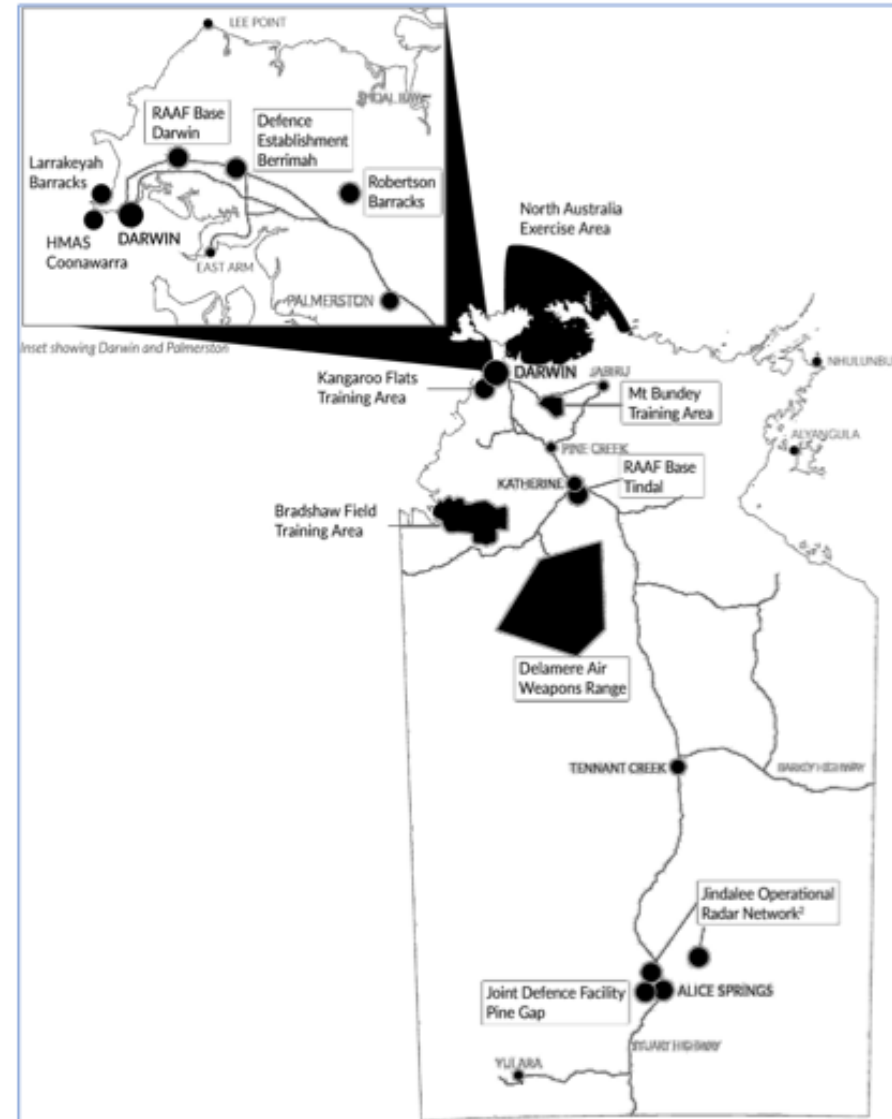 LEE POINT
SHOAL BAY
RAAF Base
Darwin
Defence
Establishment
Berrimah
Larrakeyah
Barracks
Robertson
Barracks
HMAS
Coonawarra
DARWIN
EAST ARM
PALMERSTON
Inset showing Darwin and Palmerston
North Australia
Exercise Area
DARWIN
JABIRU
NHULUNBU
Kangaroo Flats
Training Area
Mt Bundey
Training Area
ALYANGULA
PINE CREEK
KATHERINE
RAAF Base
Tindal
Bradshaw Field
Training Area
Delamere Air
Weapons Range
TENNANT CREEK
BARKLY HIGHWAY
Jindalee Operational
Radar Network²
Joint Defence Facility
Pine Gap
ALICE SPRINGS
STUART HIGHWAY
YULARA